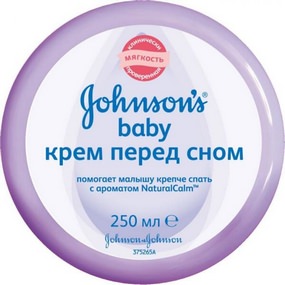 клинически
МЯГКОСТЬ
проверенная
Johnson's®
baby
крем перед сном
помогает малышу крепче спать
с ароматом NaturalCalm™
250 мл ℮
Johnson & Johnson
375265A